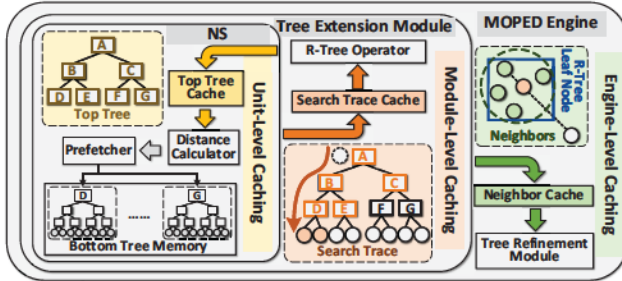 NS
Tree Extension Module
MOPED Engine
A
B
C
D
E
F
G
Top Tree
Top Tree
Cache
Distance
Calculator
Prefetcher
D
......
G
Bottom Tree Memory
Unit-Level Caching
R-Tree Operator
Search Trace Cache
A
B
C
D
E
F
G
Search Trace
Module-Level Caching
R-Tree
Leaf Node
Neighbors
Neighbor Cache
Tree Refinement
Module
Engine-Level Caching